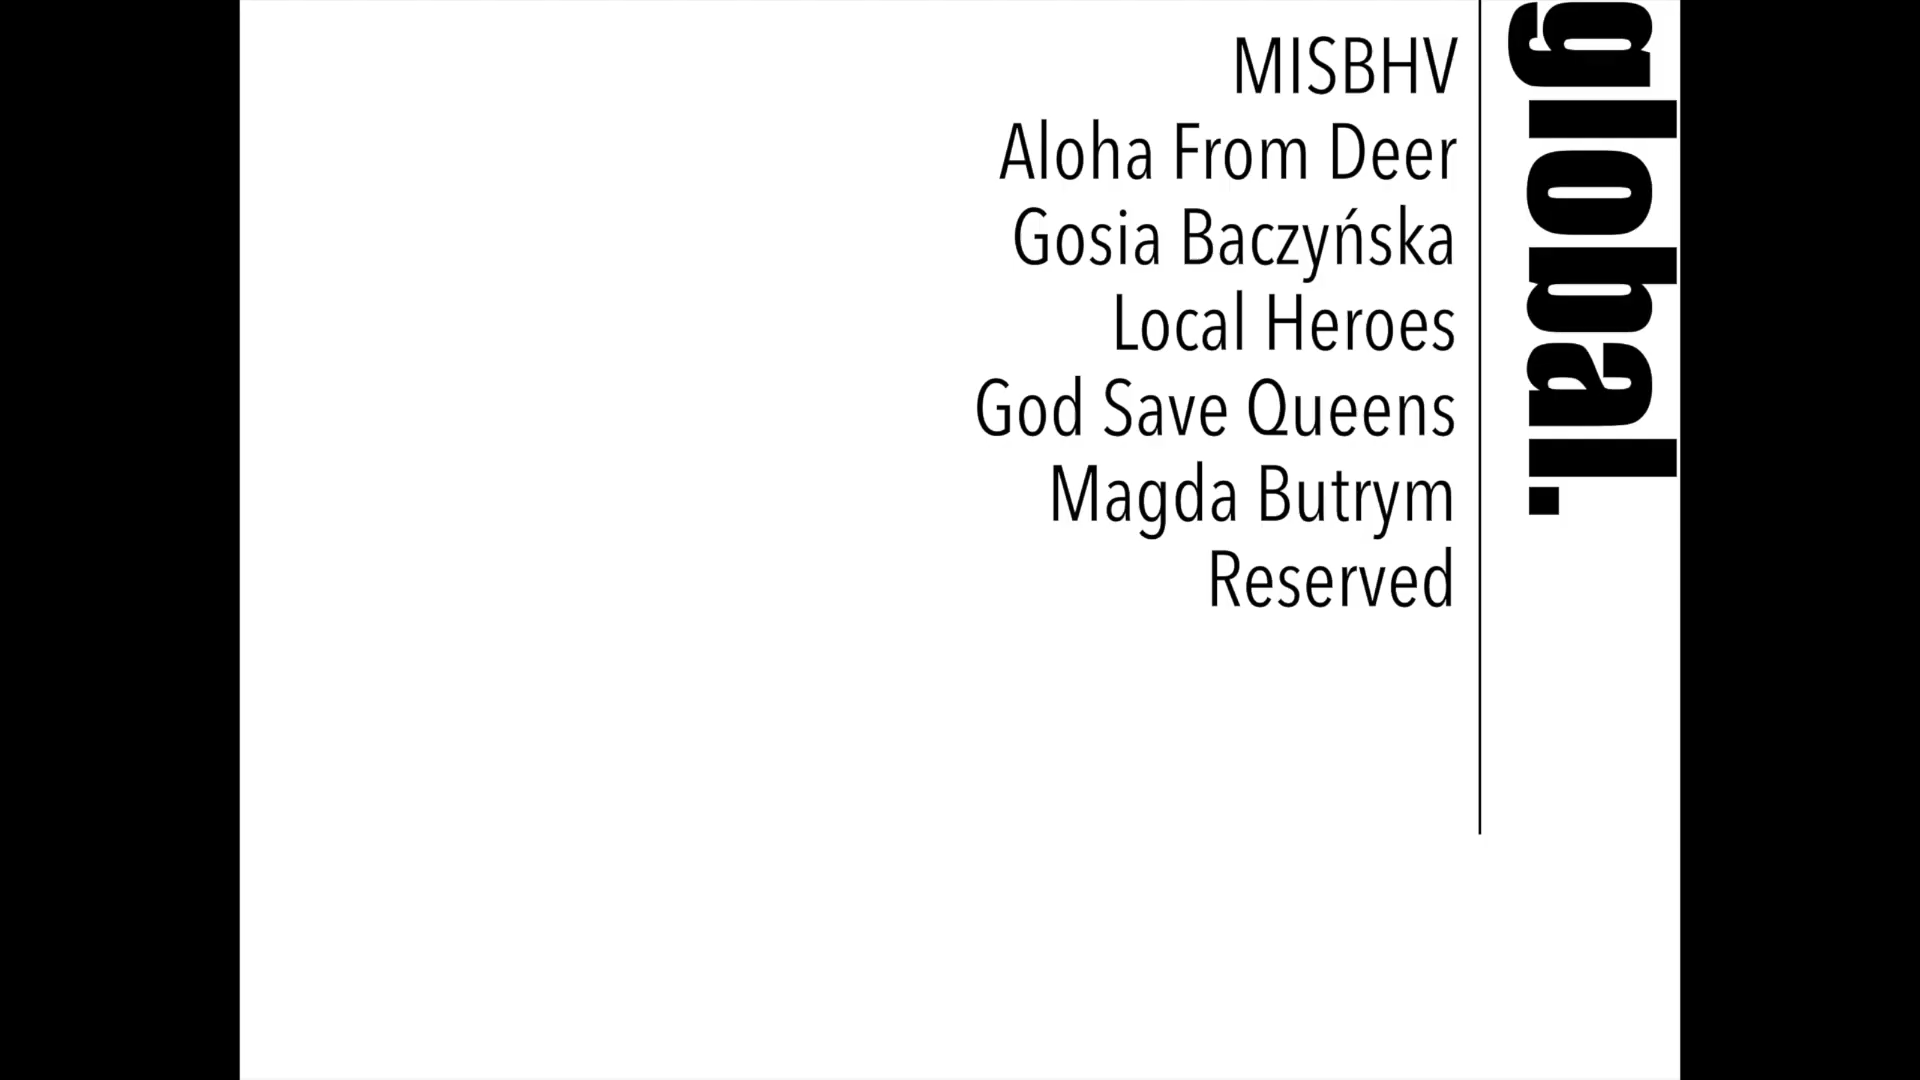 MISBHV
Aloha From Deer
Gosia Baczyńska
Local Heroes
God Save Queens
Magda Butrym
Reserved
global.